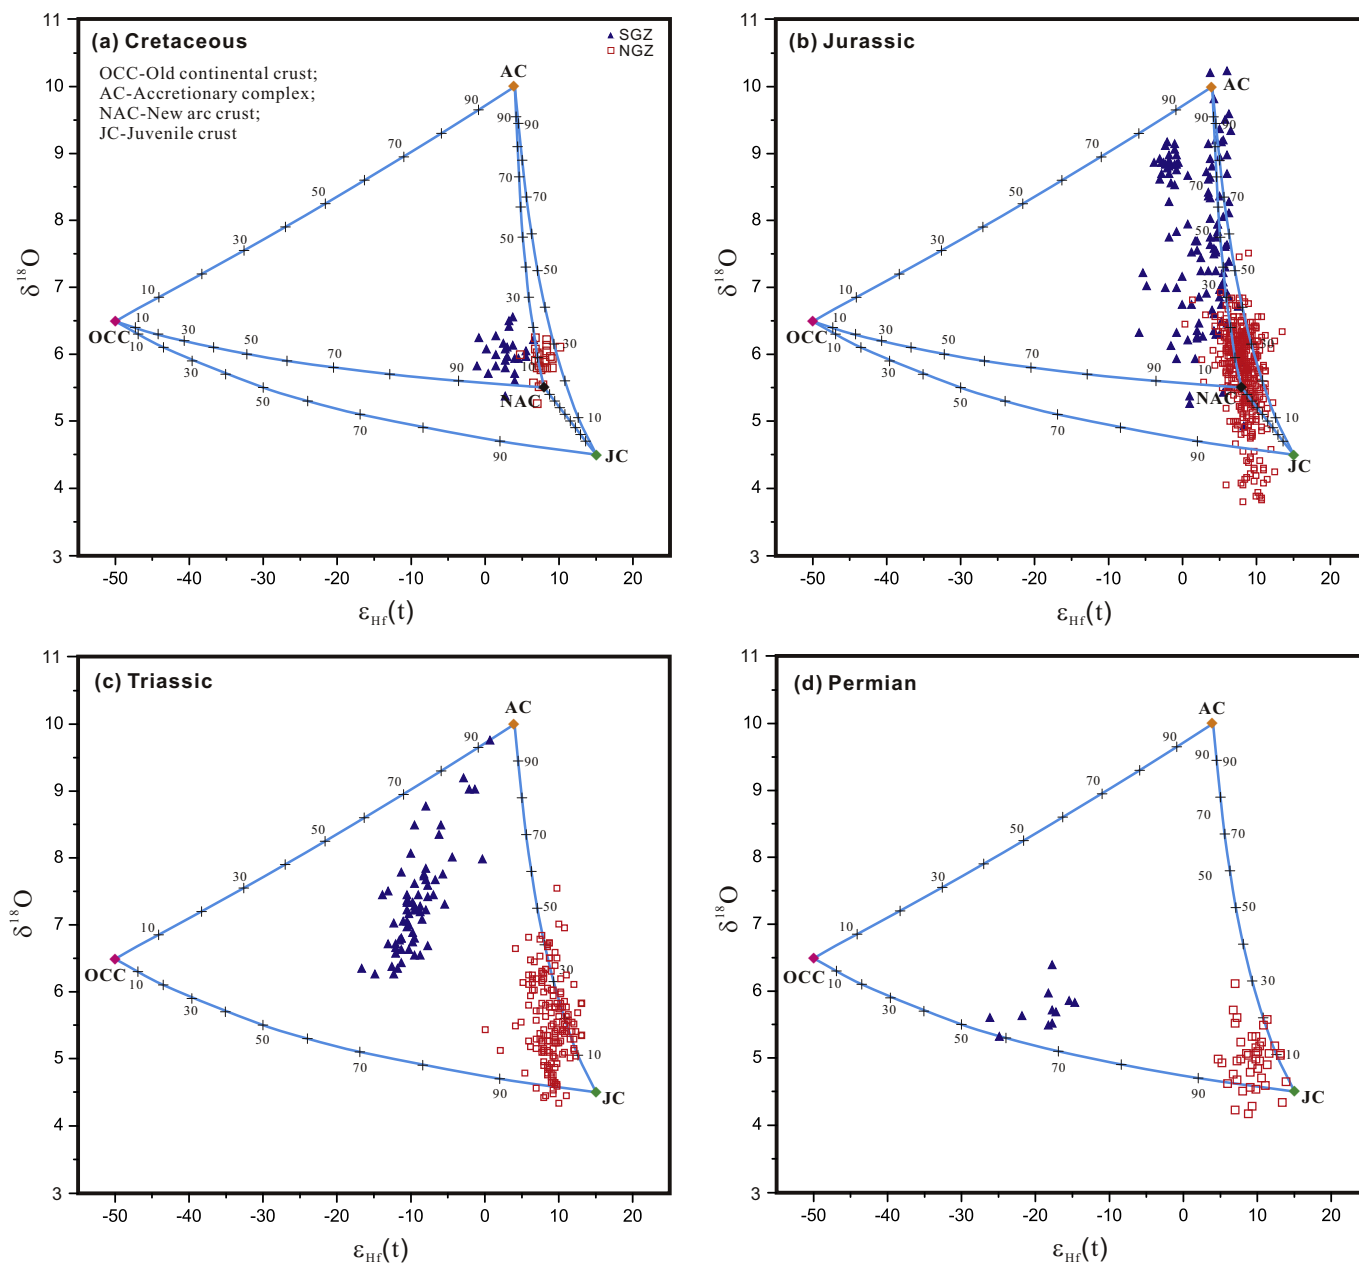 (a) Cretaceous
SGZ
NGZ
OCC-Old continental crust;
AC-Accretionary complex;
NAC-New arc crust;
JC-Juvenile crust
AC
OCC
NAC
JC
10 30 50 70 90
90 70 50 30 10
90 70 50 30 10
10 30 50 70 90
10 30 50 70 90
11
10
9
8
7
6
5
4
3
δ¹⁸O
-50 -40 -30 -20 -10 0 10 20
εHf(t)
(b) Jurassic
AC
OCC
NAC
JC
10 30 50 70 90
90 70 50 30 10
90 70 50 30 10
10 30 50 70 90
10 30 50 70 90
11
10
9
8
7
6
5
4
3
δ¹⁸O
-50 -40 -30 -20 -10 0 10 20
εHf(t)
(c) Triassic
AC
OCC
JC
10 30 50 70 90
90 70 50 30 10
10 30 50 70 90
11
10
9
8
7
6
5
4
3
δ¹⁸O
-50 -40 -30 -20 -10 0 10 20
εHf(t)
(d) Permian
AC
OCC
JC
10 30 50 70 90
90 70 50
90 70 50 30 10
10 30 50 70 90
11
10
9
8
7
6
5
4
3
δ¹⁸O
-50 -40 -30 -20 -10 0 10 20
εHf(t)